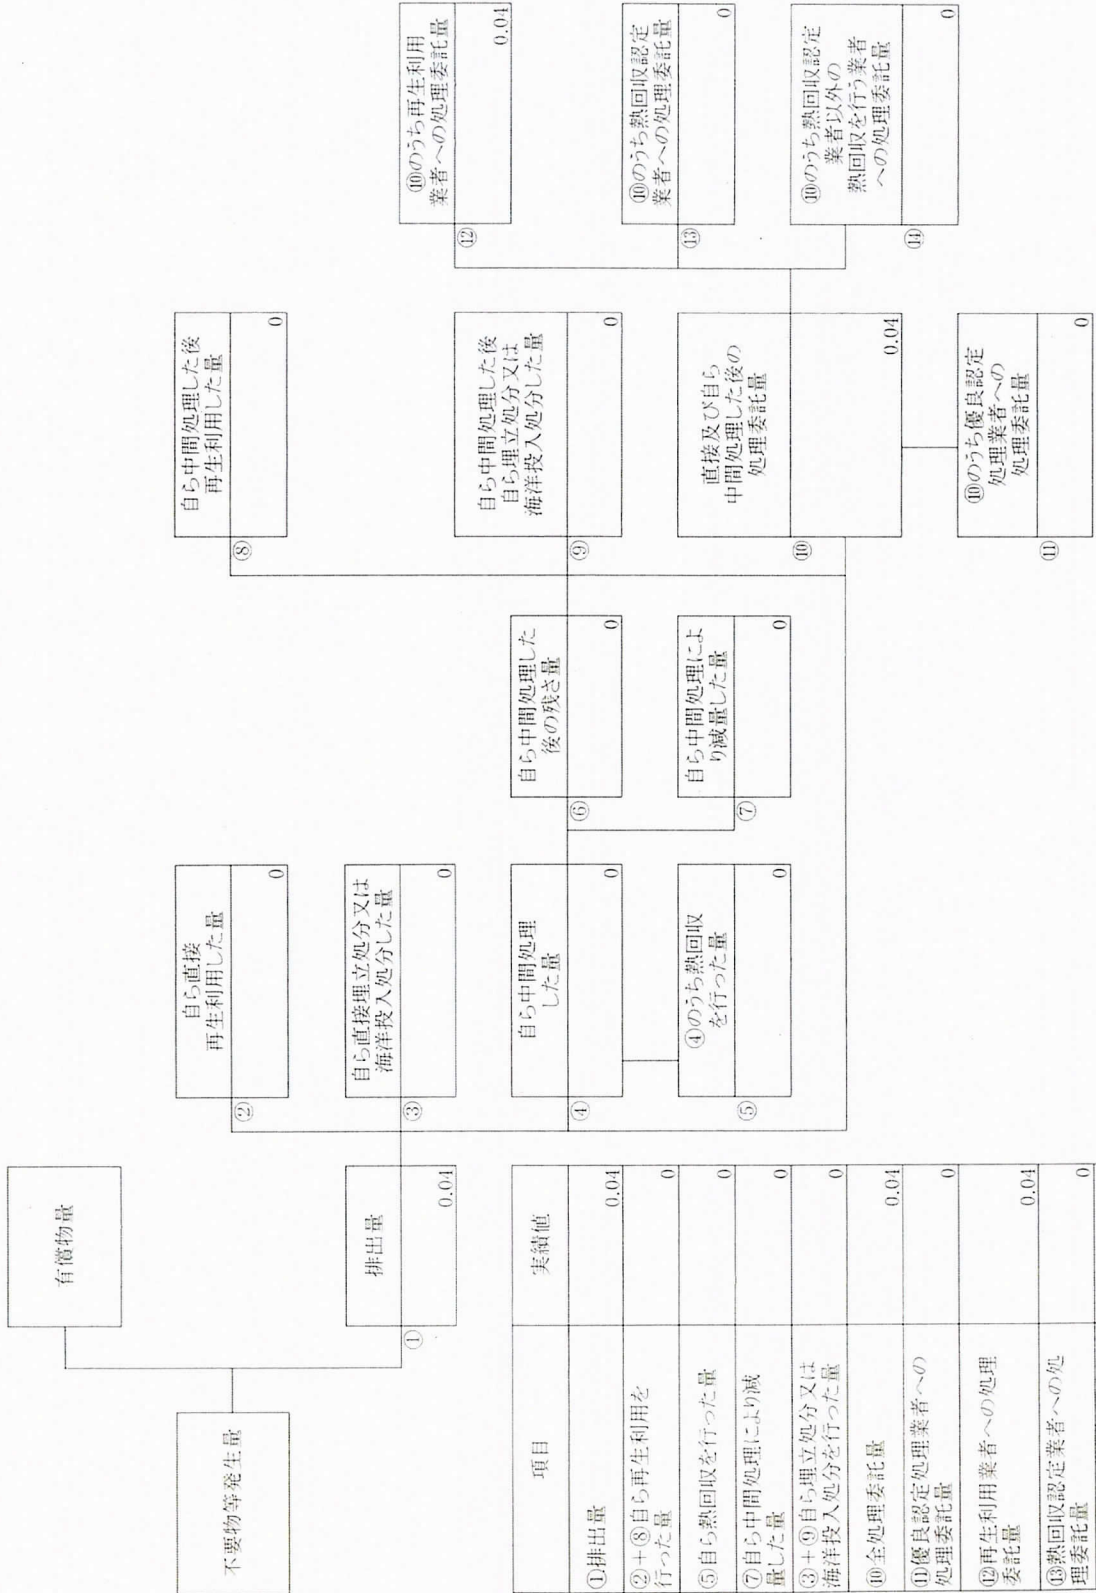 不要物等発生量
有償物量
排出量
①
0.04
自ら直接
再生利用した量
②
0
自ら直接埋立処分又は
海洋投入処分した量
③
0
自ら中間処理
した量
④
0
④のうち熱回収
を行った量
⑤
0
自ら中間処理した
後の残さ量
⑥
0
自ら中間処理によ
り減量した量
⑦
0
自ら中間処理した後
再生利用した量
⑧
0
自ら中間処理した後
自ら埋立処分又は
海洋投入処分した量
⑨
0
直接及び自ら
中間処理した後の
処理委託量
⑩
0.04
⑩のうち優良認定
処理業者への
処理委託量
⑪
0
⑩のうち再生利用
業者への処理委託量
⑫
0.04
⑩のうち熱回収認定
業者への処理委託量
⑬
0
⑩のうち熱回収認定
業者以外の
熱回収を行う業者
への処理委託量
⑭
0
項目
実績値
①排出量
0.04
②+⑧自ら再生利用を
行った量
0
⑤自ら熱回収を行った量
0
⑦自ら中間処理により減
量した量
0
③+⑨自ら埋立処分又は
海洋投入処分を行った量
0
⑩全処理委託量
0.04
⑪優良認定処理業者への
処理委託量
0
⑫再生利用業者への処理
委託量
0.04
⑬熱回収認定業者への処
理委託量
0